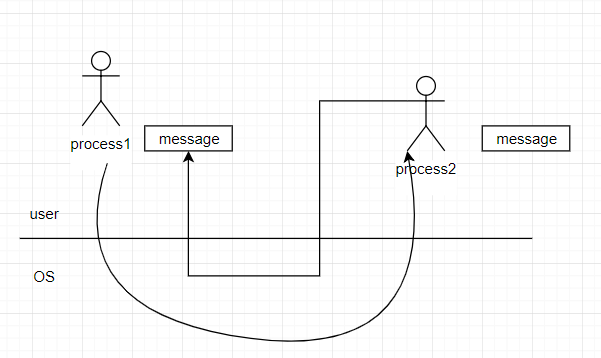 process1
message
message
process2
user
OS